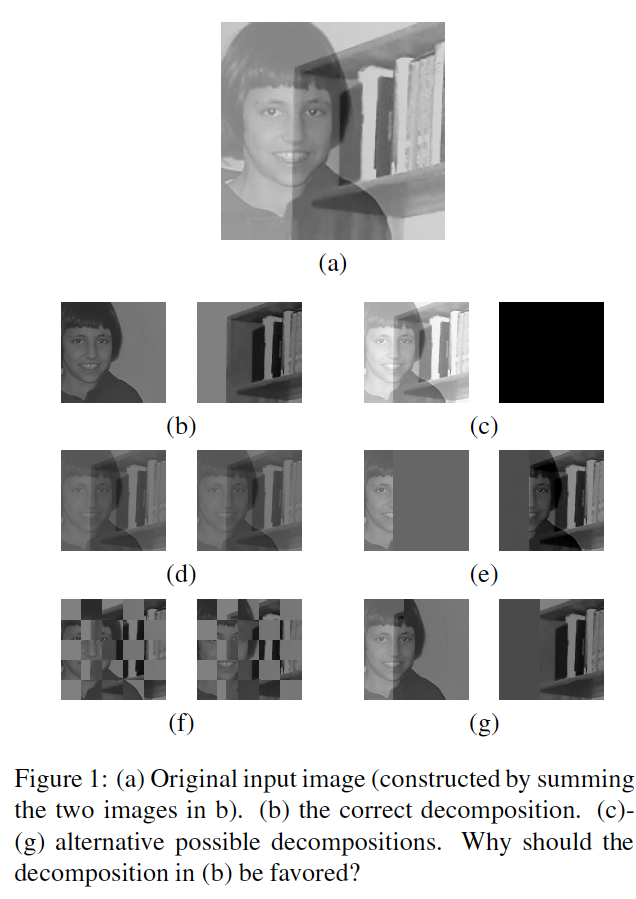 (a)
(b)
(c)
(d)
(e)
(f)
(g)
Figure 1: (a) Original input image (constructed by summing
the two images in b). (b) the correct decomposition. (c)-
(g) alternative possible decompositions. Why should the
decomposition in (b) be favored?